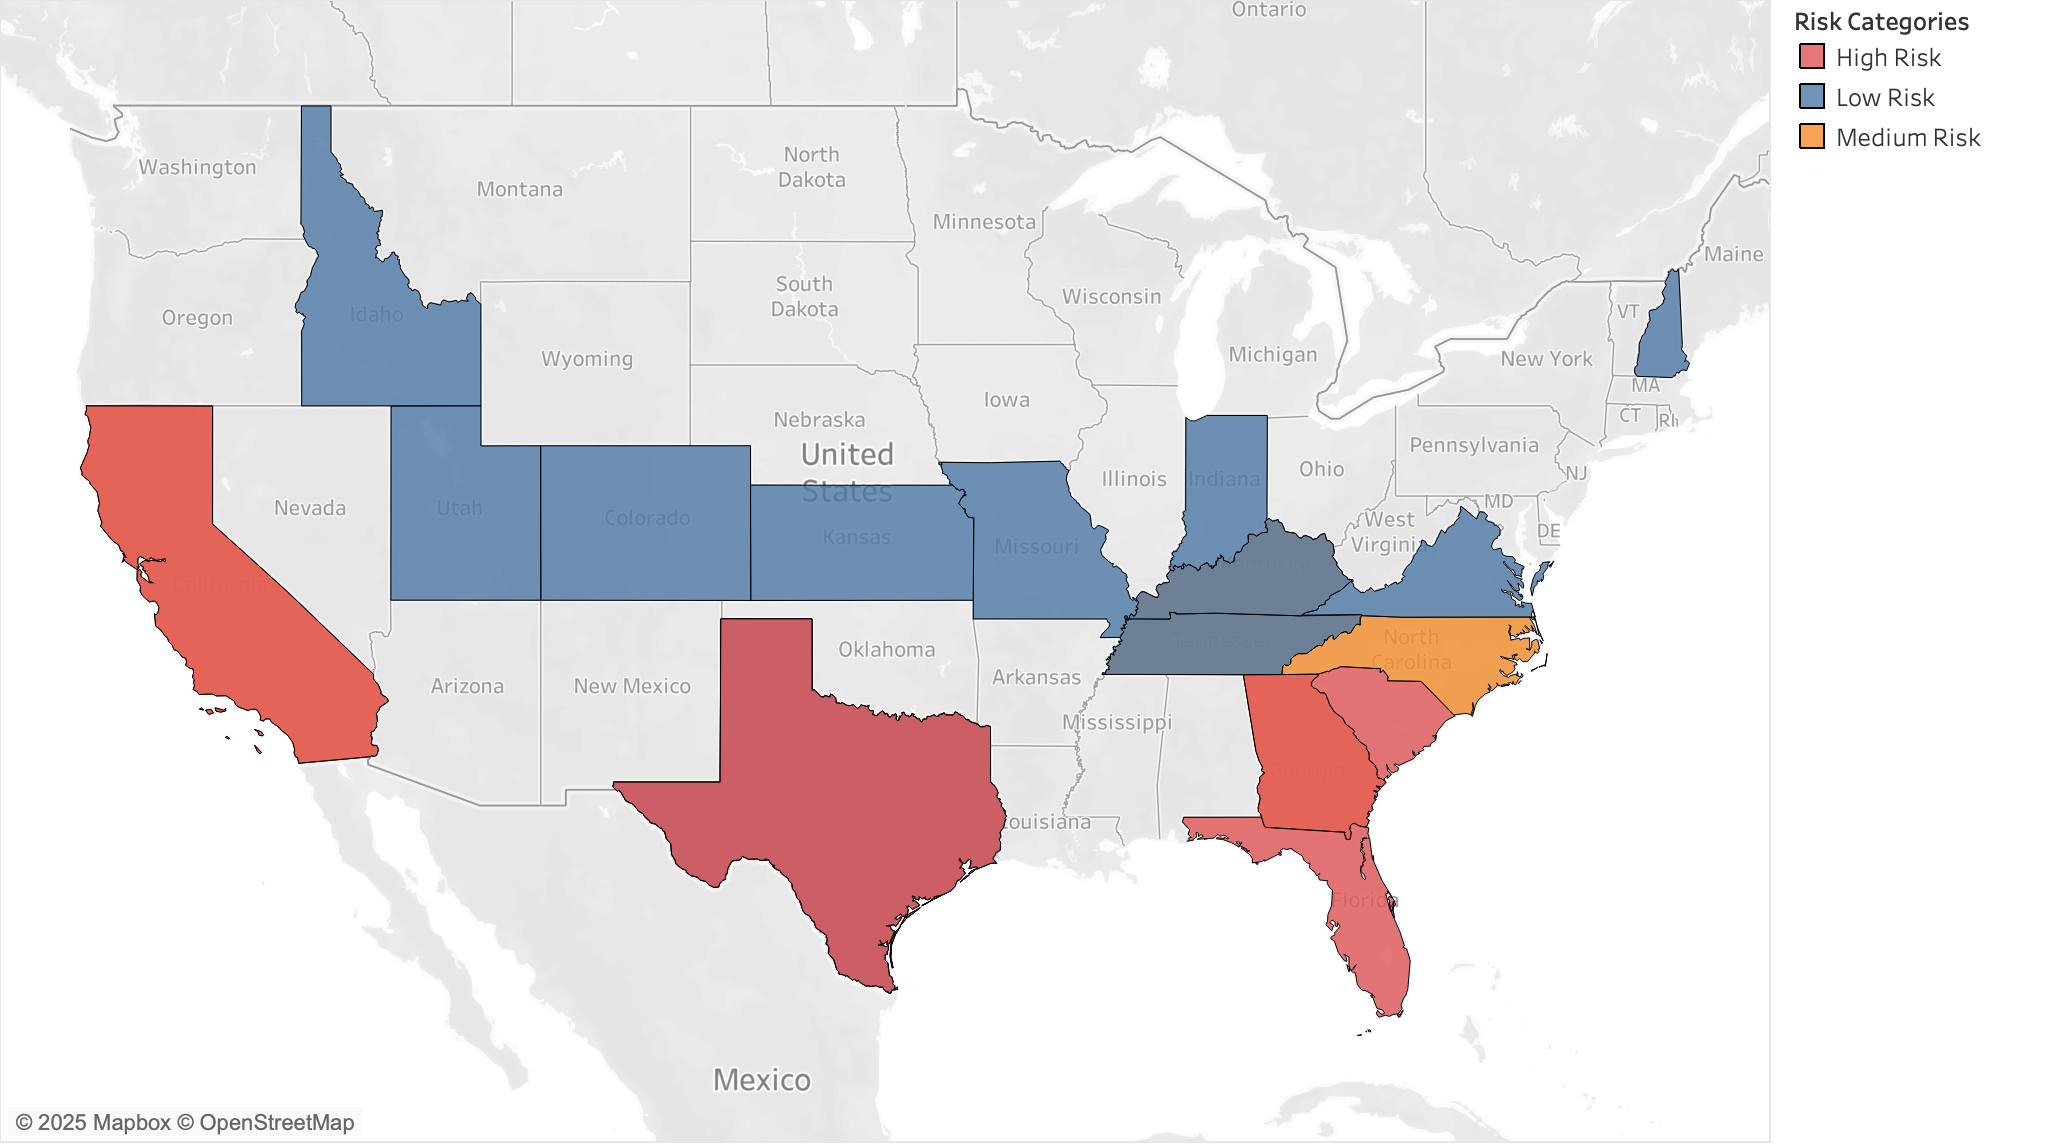 Ontario
Risk Categories
High Risk
Low Risk
Medium Risk
Washington
Montana
North
Dakota
Minnesota
Maine
Oregon
Idaho
South
Dakota
Wisconsin
VT
Wyoming
Michigan
New York
MA
Iowa
Nebraska
CT
United
States
Pennsylvania
Nevada
Utah
Colorado
Kansas
Missouri
Illinois
Indiana
Ohio
NJ
MD
West
Virginia
DE
California
Tennessee
North
Carolina
Oklahoma
Arizona
New Mexico
Arkansas
Mississippi
Georgia
ouisiana
Florida
Mexico
© 2025 Mapbox © OpenStreetMap